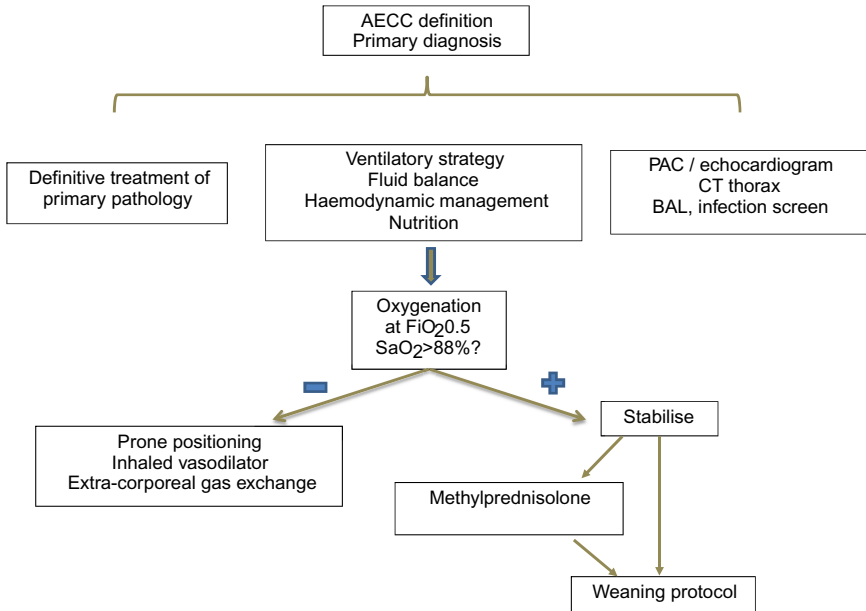 AECC definition
Primary diagnosis
Definitive treatment of
primary pathology
Ventilatory strategy
Fluid balance
Haemodynamic management
Nutrition
PAC / echocardiogram
CT thorax
BAL, infection screen
Oxygenation
at FiO₂0.5
SaO₂>88%?
Prone positioning
Inhaled vasodilator
Extra-corporeal gas exchange
Stabilise
Methylprednisolone
Weaning protocol